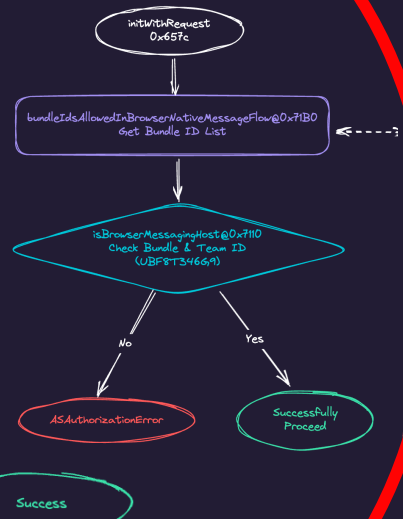 initWithRequest
0x657c
bundleIdsAllowedInBrowserNativeMessageFlow@0x71B0
Get Bundle ID List
isBrowserMessagingHost@0x7110
Check Bundle & Team ID
(UBF8T346G9)
No
Yes
ASAuthorizationError
Successfully
Proceed
Success